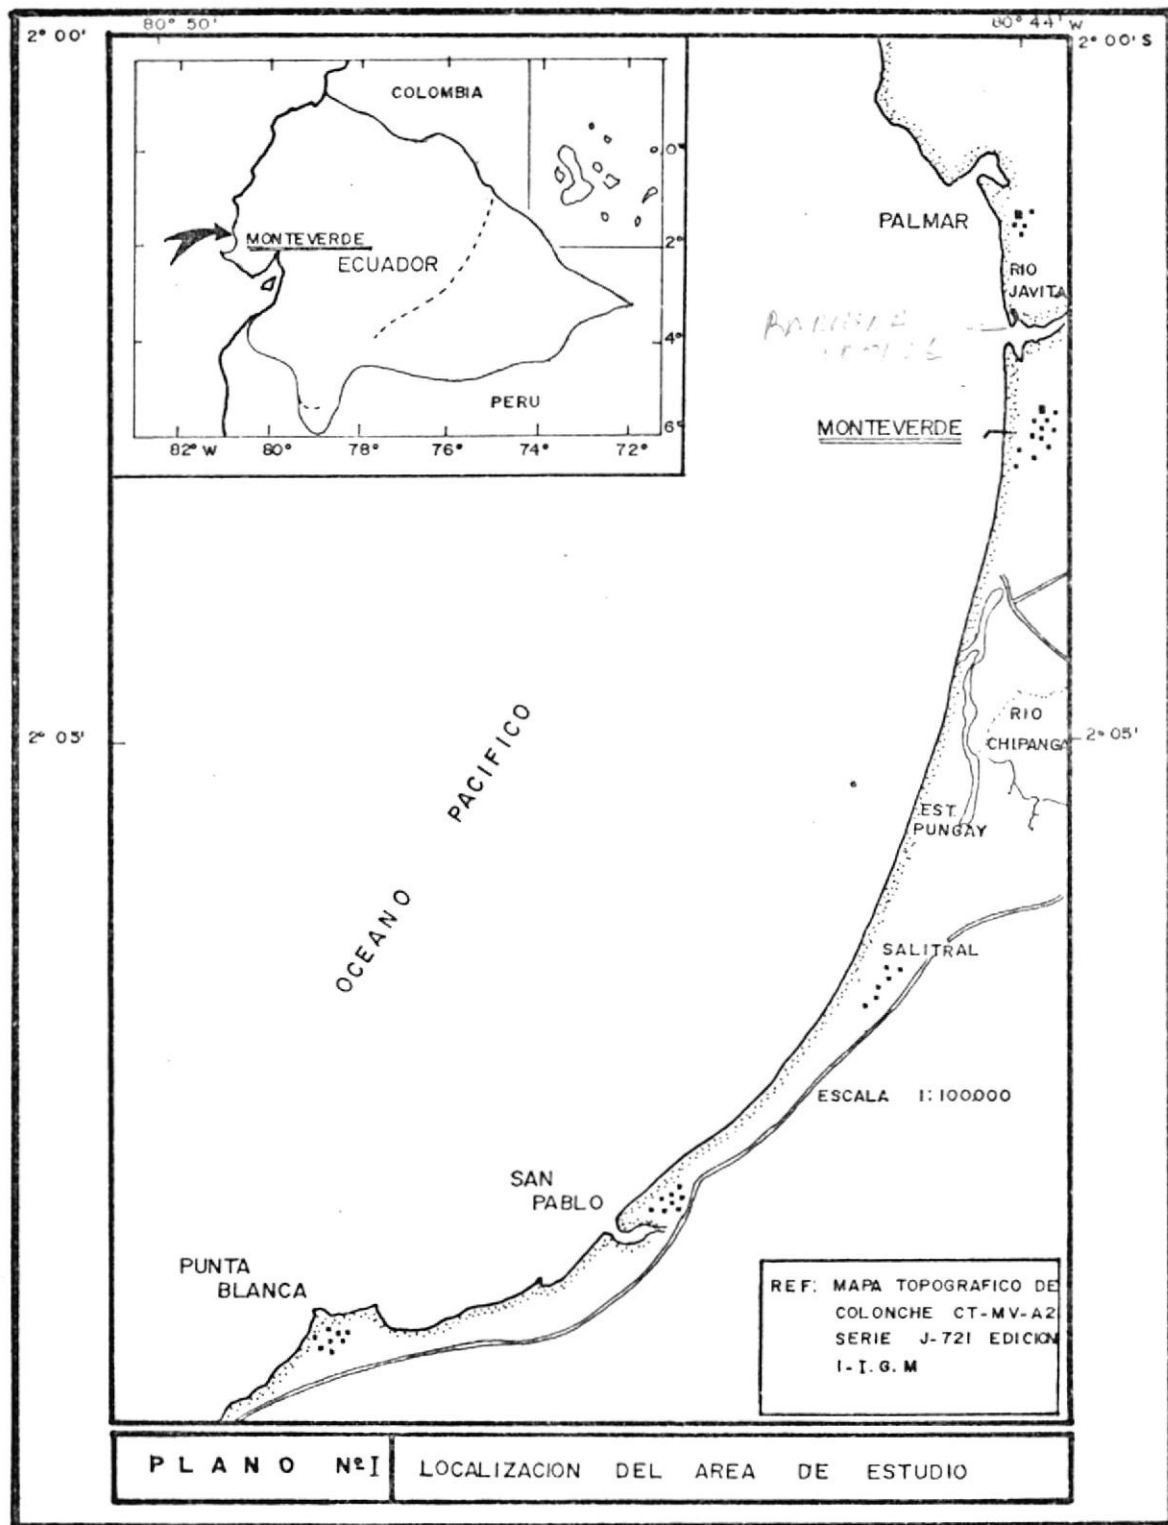 80° 50'
80° 44' W
2° 00'
2° 00' S
COLOMBIA
0°
MONTEVERDE
2°
ECUADOR
4°
PERU
6°
82° W 80° 78° 76° 74° 72°
PALMAR
RIO
JAVITA
MONTEVERDE
2° 05'
2° 05'
RIO
CHIPANGA
EST.
PUNGAY
OCEANO PACIFICO
SALITRAL
ESCALA 1:100000
SAN
PABLO
PUNTA
BLANCA
REF: MAPA TOPOGRAFICO DE
COLONCHE CT-MV-A2
SERIE J-721 EDICION
1-I.G.M
PLANO Nº I
LOCALIZACION DEL AREA DE ESTUDIO